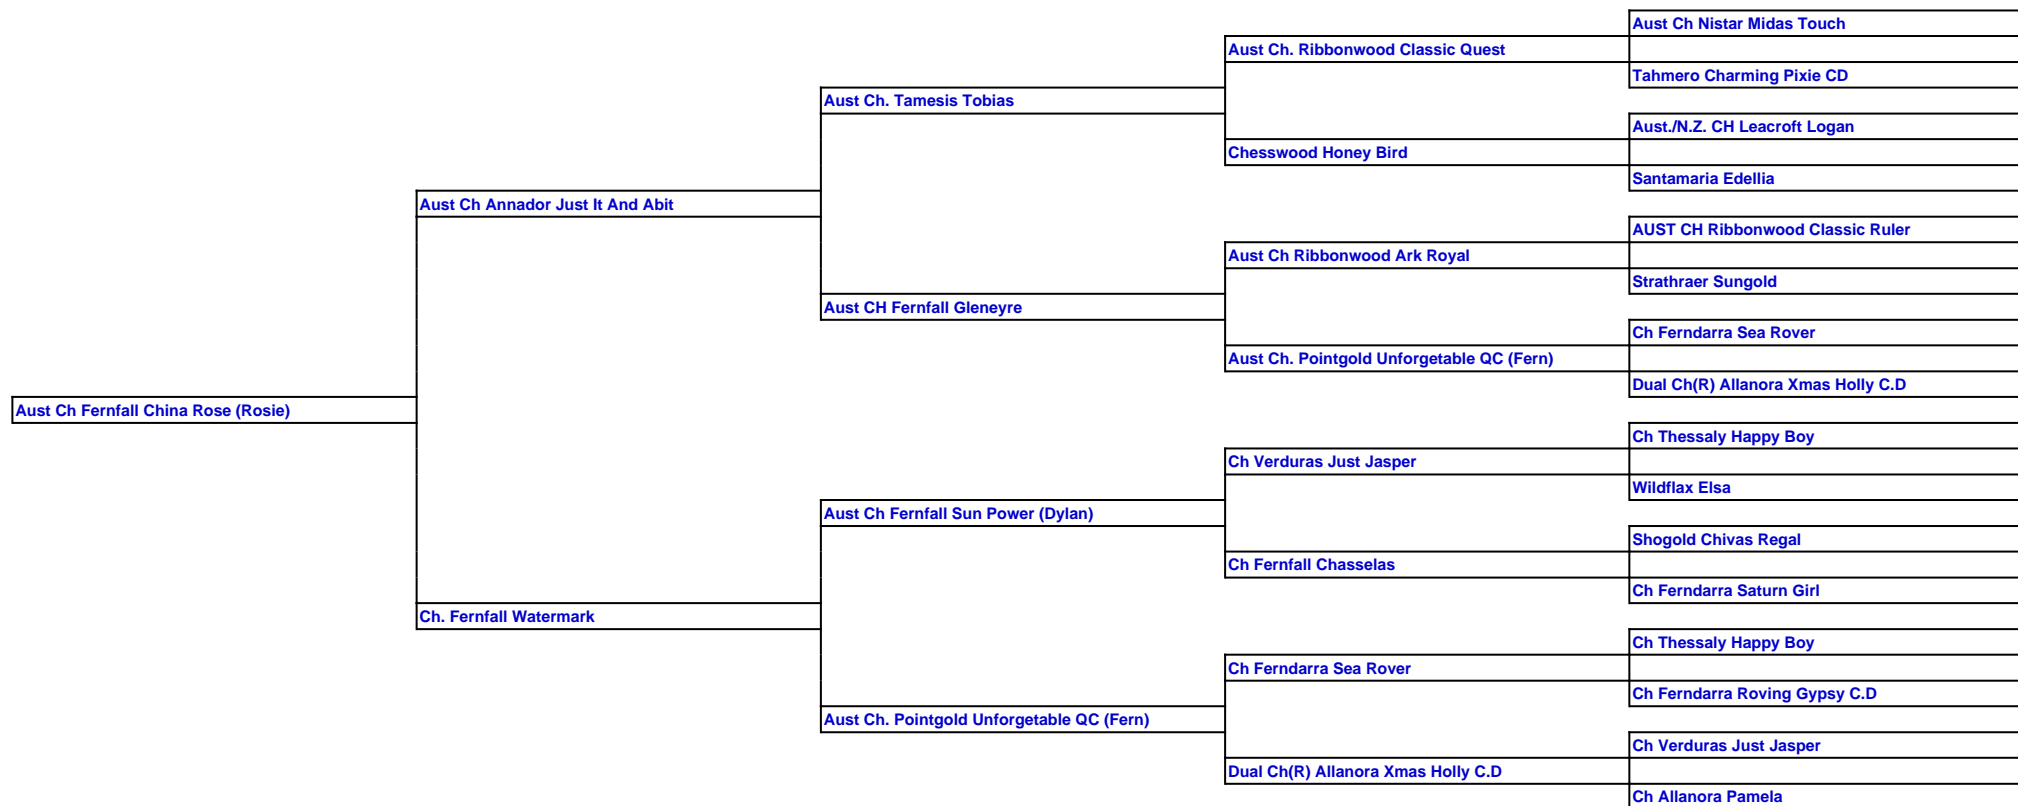 Aust Ch Nistar Midas Touch
Aust Ch. Ribbonwood Classic Quest
Tahmero Charming Pixie CD
Aust Ch. Tamesis Tobias
Aust./N.Z. CH Leacroft Logan
Chesswood Honey Bird
Santamaria Edellia
Aust Ch Annador Just It And Abit
AUST CH Ribbonwood Classic Ruler
Aust Ch Ribbonwood Ark Royal
Strathraer Sungold
Aust CH Fernfall Gleneyre
Ch Ferndarra Sea Rover
Aust Ch. Pointgold Unforgetable QC (Fern)
Dual Ch(R) Allanora Xmas Holly C.D
Aust Ch Fernfall China Rose (Rosie)
Ch Thessaly Happy Boy
Ch Verduras Just Jasper
Wildflax Elsa
Aust Ch Fernfall Sun Power (Dylan)
Shogold Chivas Regal
Ch Fernfall Chasselas
Ch Ferndarra Saturn Girl
Ch. Fernfall Watermark
Ch Thessaly Happy Boy
Ch Ferndarra Sea Rover
Ch Ferndarra Roving Gypsy C.D
Aust Ch. Pointgold Unforgetable QC (Fern)
Ch Verduras Just Jasper
Dual Ch(R) Allanora Xmas Holly C.D
Ch Allanora Pamela